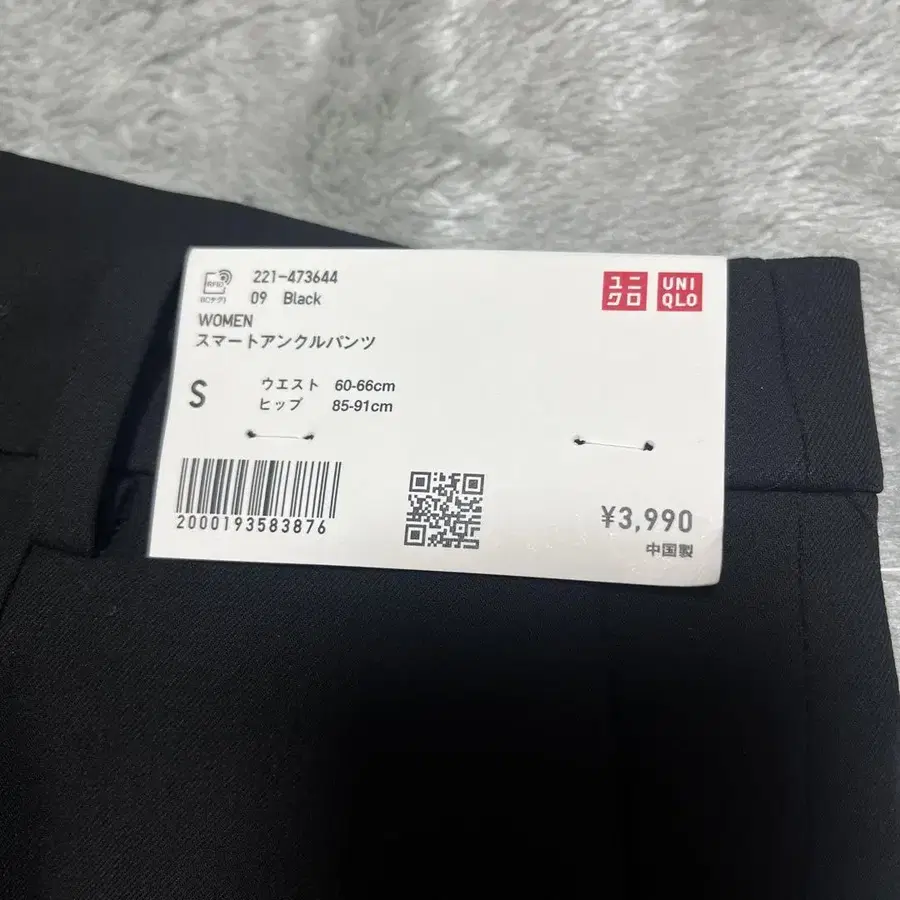 RFID
221-473644
09 Black
WOMEN
スマートアンクルパンツ
ユニ
クロ
UNI
QLO
S
ウエスト 60-66cm
ヒップ 85-91cm
2000193583876
¥3,990
中国製